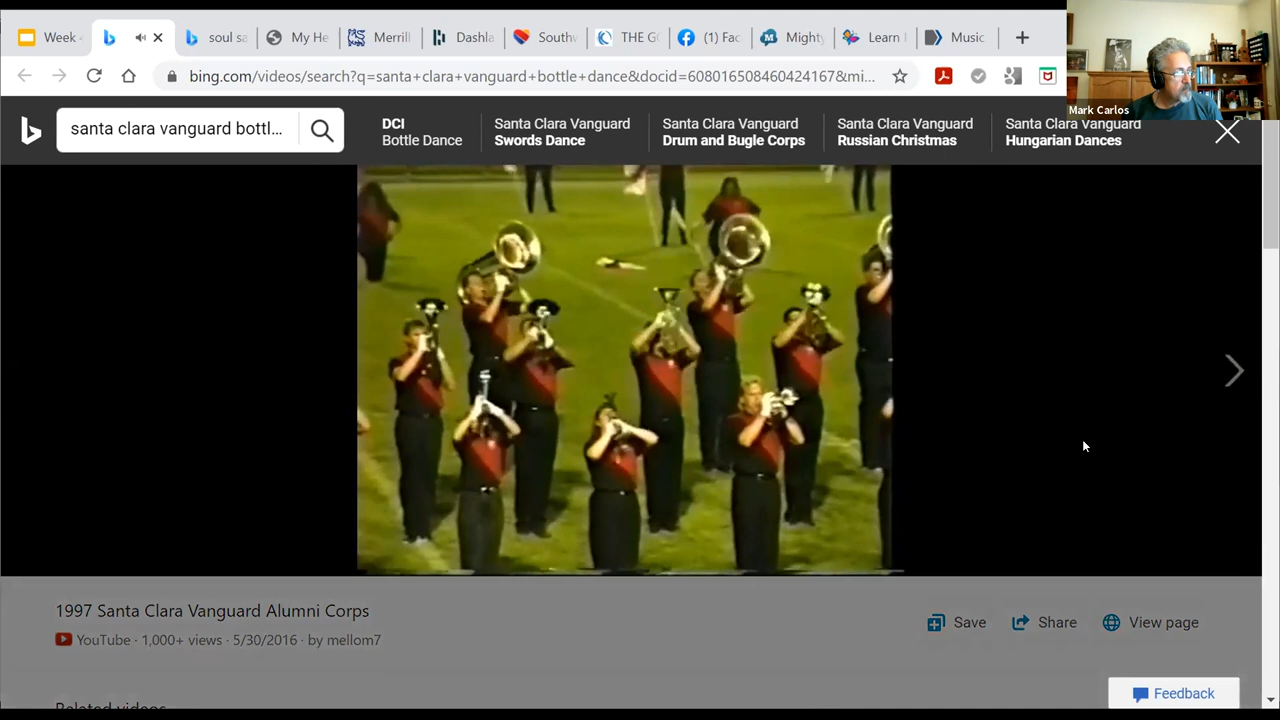 Week
soul sa
My He
Merrill
Dashla
Southw
THE GO
(1) Fac
Mighty
Learn I
Music
bing.com/videos/search?q=santa+clara+vanguard+bottle+dance&docid=608016508460424167&mi...
Mark Carlos
santa clara vanguard bottl...
DCI
Bottle Dance
Santa Clara Vanguard
Swords Dance
Santa Clara Vanguard
Drum and Bugle Corps
Santa Clara Vanguard
Russian Christmas
Santa Clara Vanguard
Hungarian Dances
1997 Santa Clara Vanguard Alumni Corps
YouTube · 1,000+ views · 5/30/2016 · by mellom7
Save
Share
View page
Related videos
Feedback